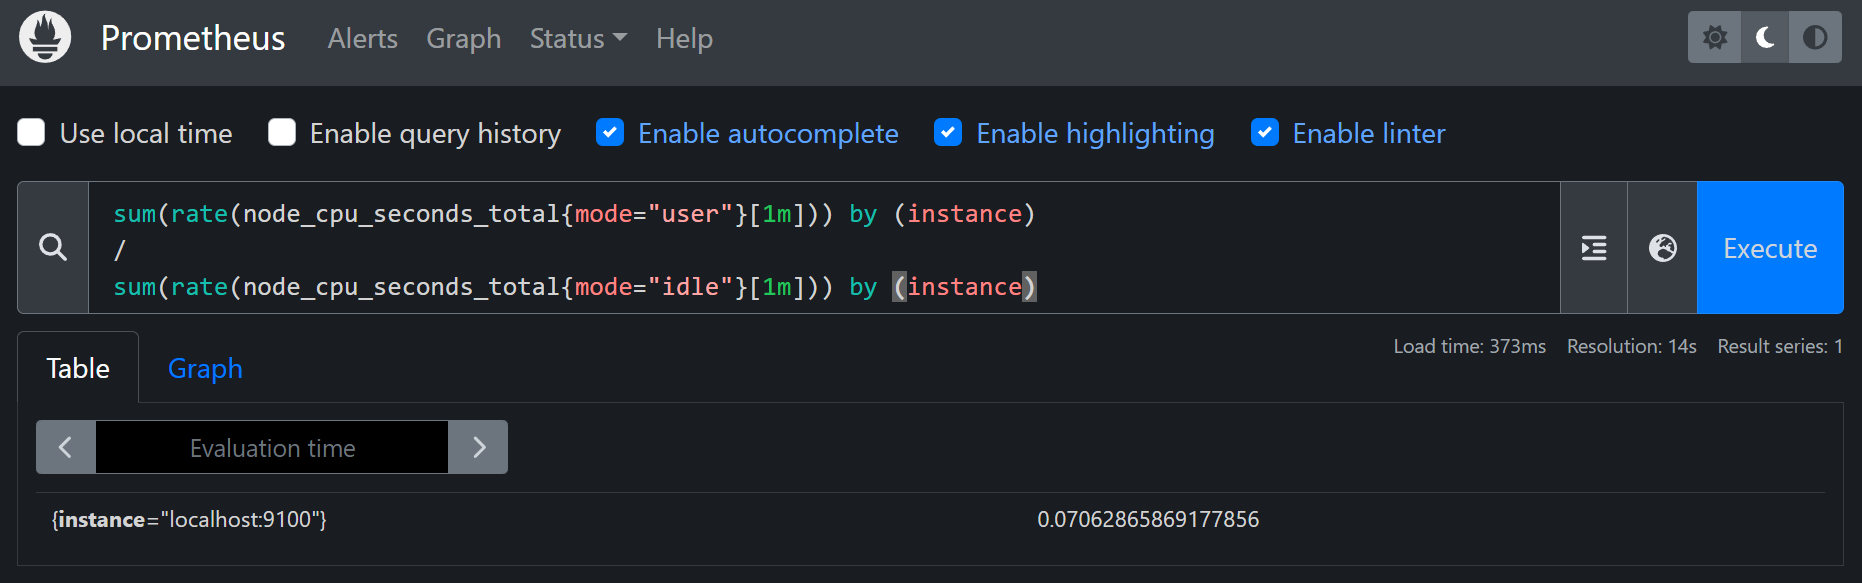 Prometheus Alerts Graph Status Help
Use local time Enable query history Enable autocomplete Enable highlighting Enable linter
sum(rate(node_cpu_seconds_total{mode="user"}[1m])) by (instance)
/
sum(rate(node_cpu_seconds_total{mode="idle"}[1m])) by (instance)
Execute
Load time: 373ms Resolution: 14s Result series: 1
Table Graph
Evaluation time
{instance="localhost:9100"} 0.07062865869177856